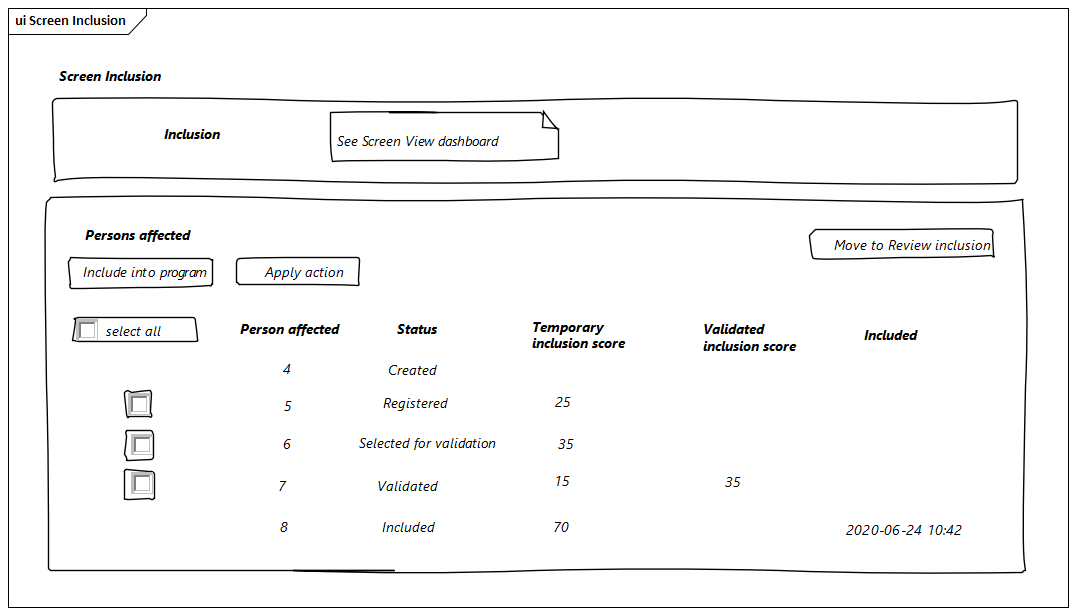 ui Screen Inclusion
Screen Inclusion
Inclusion
See Screen View dashboard
Persons affected
Move to Review inclusion
Include into program
Apply action
select all
Person affected
Status
Temporary
inclusion score
Validated
inclusion score
Included
4 Created
5 Registered 25
6 Selected for validation 35
7 Validated 15 35
8 Included 70 2020-06-24 10:42